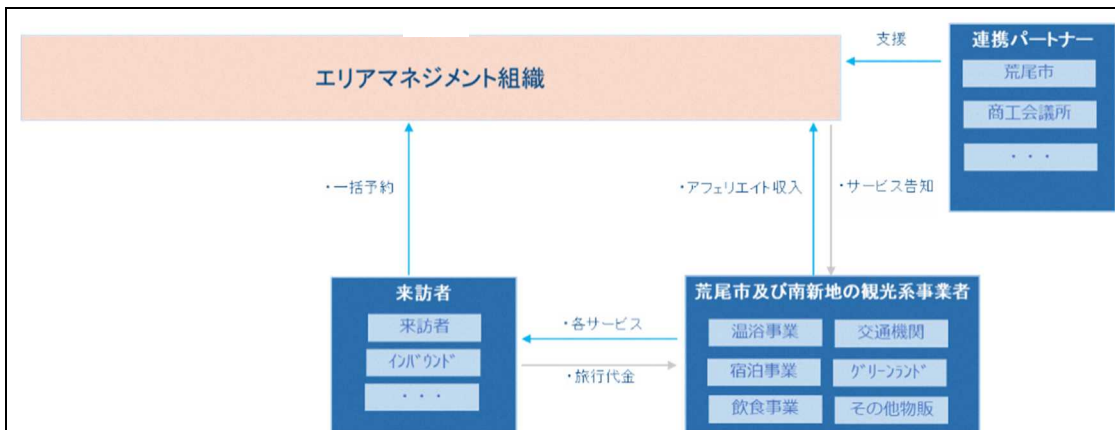 エリアマネジメント組織
支援
連携パートナー
荒尾市
商工会議所
・・・
・一括予約
・アフェリエイト収入
・サービス告知
来訪者
来訪者
インバウンド
・・・
・各サービス
・旅行代金
荒尾市及び南新地の観光系事業者
温浴事業
交通機関
宿泊事業
グリーンランド
飲食事業
その他物販